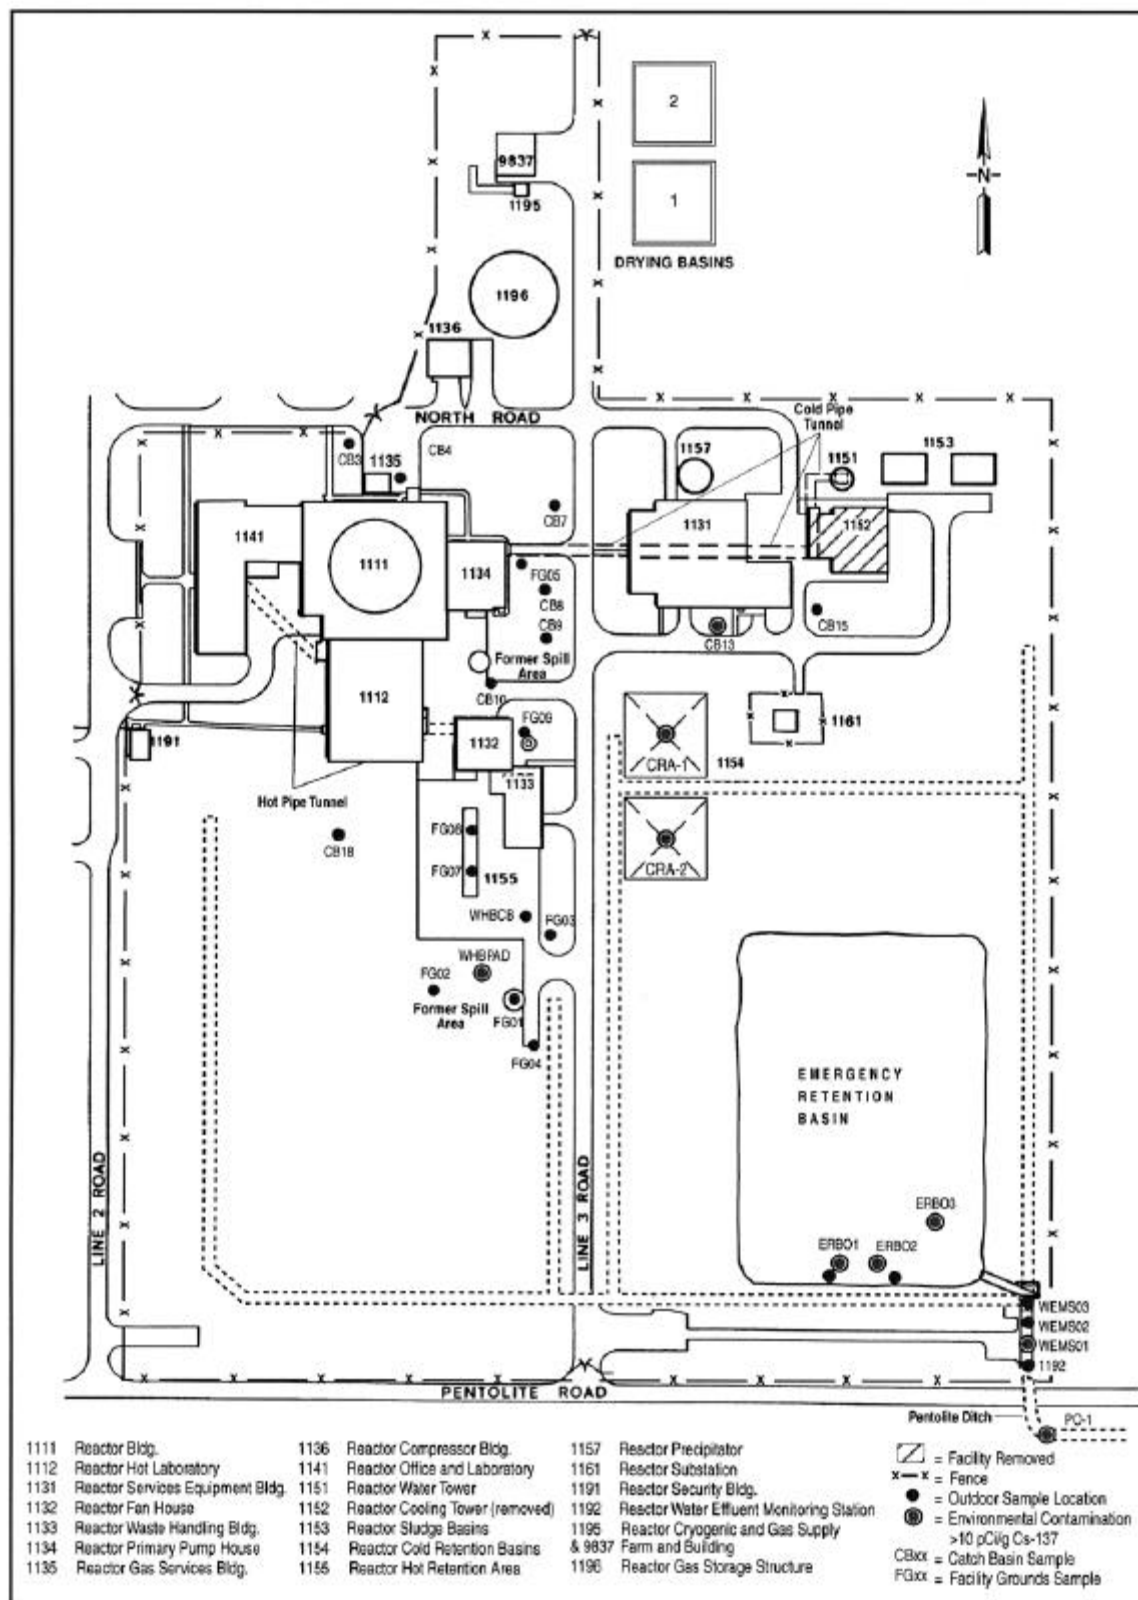 2
9837
1195
1
DRYING BASINS
-N-
1196
1136
NORTH ROAD
Cold Pipe
Tunnel
CB3
1135
CB4
1157
1151
1153
CB7
1141
1111
1134
1131
1152
FG05
CB8
CB9
CB15
CB13
Former Spill
Area
1112
CB10
FG09
1161
1191
1132
CRA-1
1154
1133
Hot Pipe Tunnel
CB18
FG06
CRA-2
FG07
1155
WHBCB
FG03
WHBPAD
FG02
Former Spill
Area
FG01
FG04
EMERGENCY
RETENTION
BASIN
LINE 2 ROAD
LINE 3 ROAD
ERBO3
ERBO1
ERBO2
WEMS03
WEMS02
WEMS01
1192
PENTOLITE ROAD
Pentolite Ditch
PO-1
1111 Reactor Bldg.
1112 Reactor Hot Laboratory
1131 Reactor Services Equipment Bldg.
1132 Reactor Fan House
1133 Reactor Waste Handling Bldg.
1134 Reactor Primary Pump House
1135 Reactor Gas Services Bldg.
1136 Reactor Compressor Bldg.
1141 Reactor Office and Laboratory
1151 Reactor Water Tower
1152 Reactor Cooling Tower (removed)
1153 Reactor Sludge Basins
1154 Reactor Cold Retention Basins
1155 Reactor Hot Retention Area
1157 Reactor Precipitator
1161 Reactor Substation
1191 Reactor Security Bldg.
1192 Reactor Water Effluent Monitoring Station
1195 Reactor Cryogenic and Gas Supply
& 9837 Farm and Building
1196 Reactor Gas Storage Structure
= Facility Removed
x—x = Fence
= Outdoor Sample Location
= Environmental Contamination
>10 pCi/g Cs-137
CBxx = Catch Basin Sample
FGxx = Facility Grounds Sample